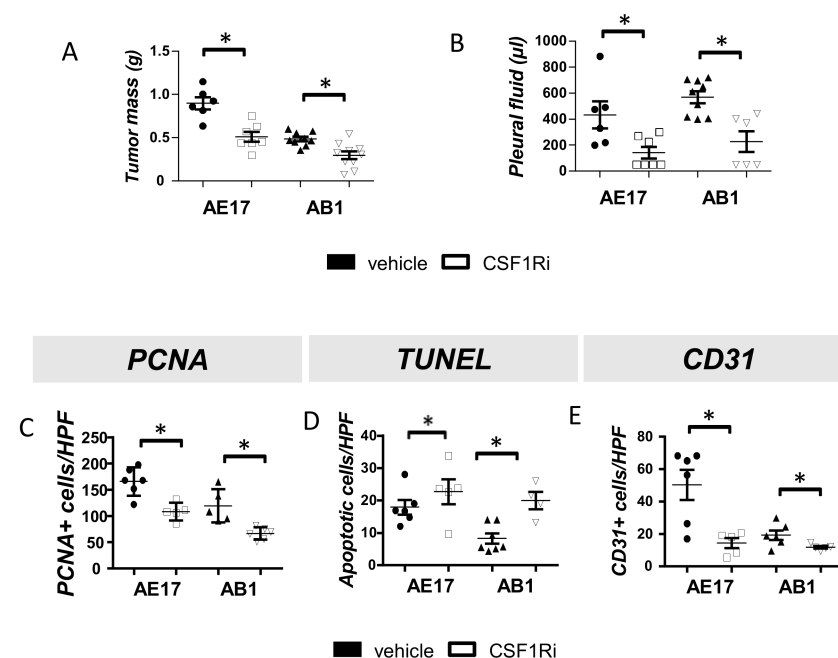 A
Tumor mass (g)
1.5
1.0
0.5
0
*
*
AE17
AB1
B
Pleural fluid (µl)
1000
800
600
400
200
0
*
*
AE17
AB1
vehicle
CSF1Ri
PCNA
TUNEL
CD31
C
PCNA+ cells/HPF
250
200
150
100
50
0
*
*
AE17
AB1
D
Apoptotic cells/HPF
40
30
20
10
0
*
*
AE17
AB1
E
CD31+ cells/HPF
80
60
40
20
0
*
*
AE17
AB1
vehicle
CSF1Ri